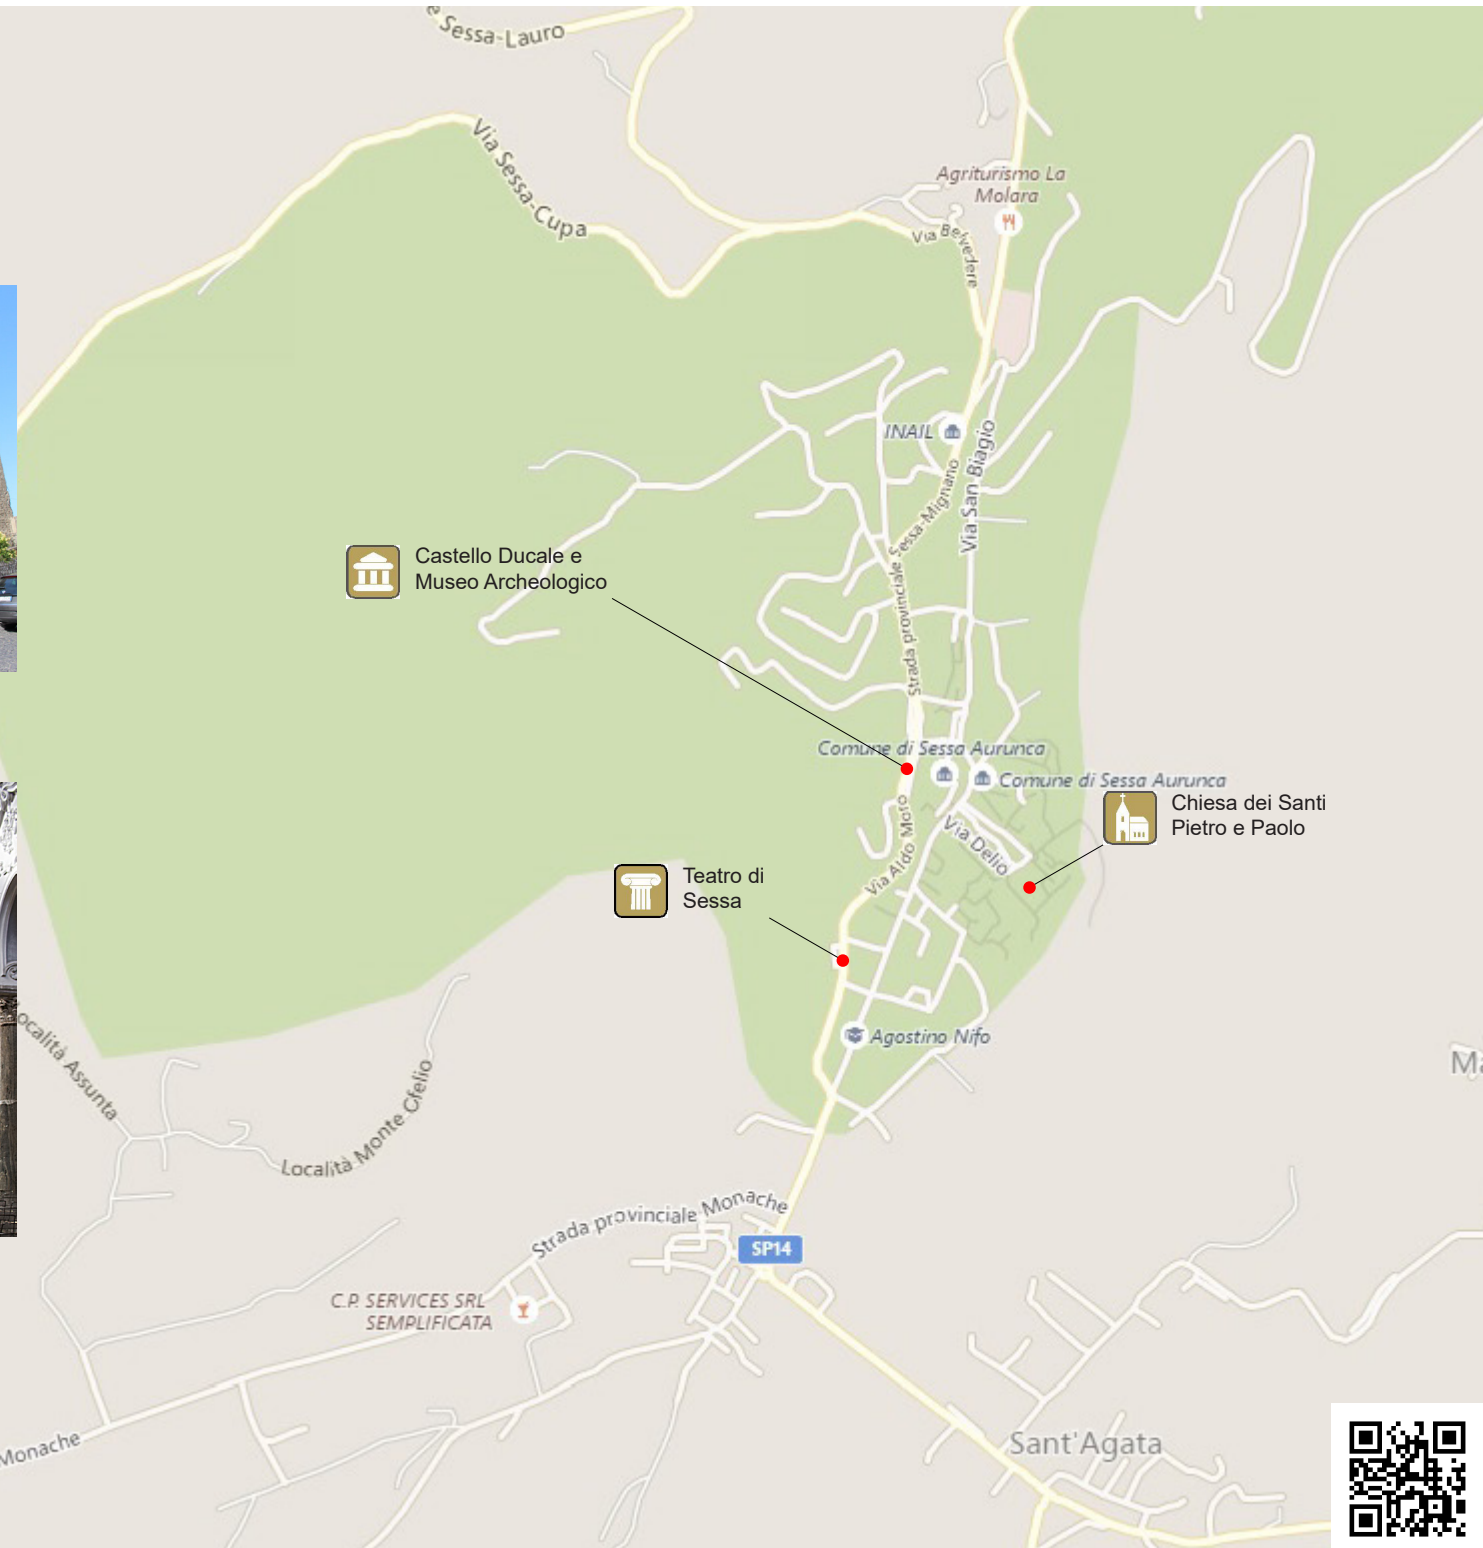 e Sessa-Lauro
Via Sessa-Cupa
Agriturismo La
Molara
Via Belvedere
INAIL
Via San Biagio
Strada provinciale Sessa-Mignano
Castello Ducale e
Museo Archeologico
Comune di Sessa Aurunca
Comune di Sessa Aurunca
Chiesa dei Santi
Pietro e Paolo
Via Aldo Moro
Via Delio
Teatro di
Sessa
Agostino Nifo
Località Assunta
Località Monte Cfelio
Ma
Strada provinciale Monache
SP14
C.P. SERVICES SRL
SEMPLIFICATA
Monache
Sant'Agata